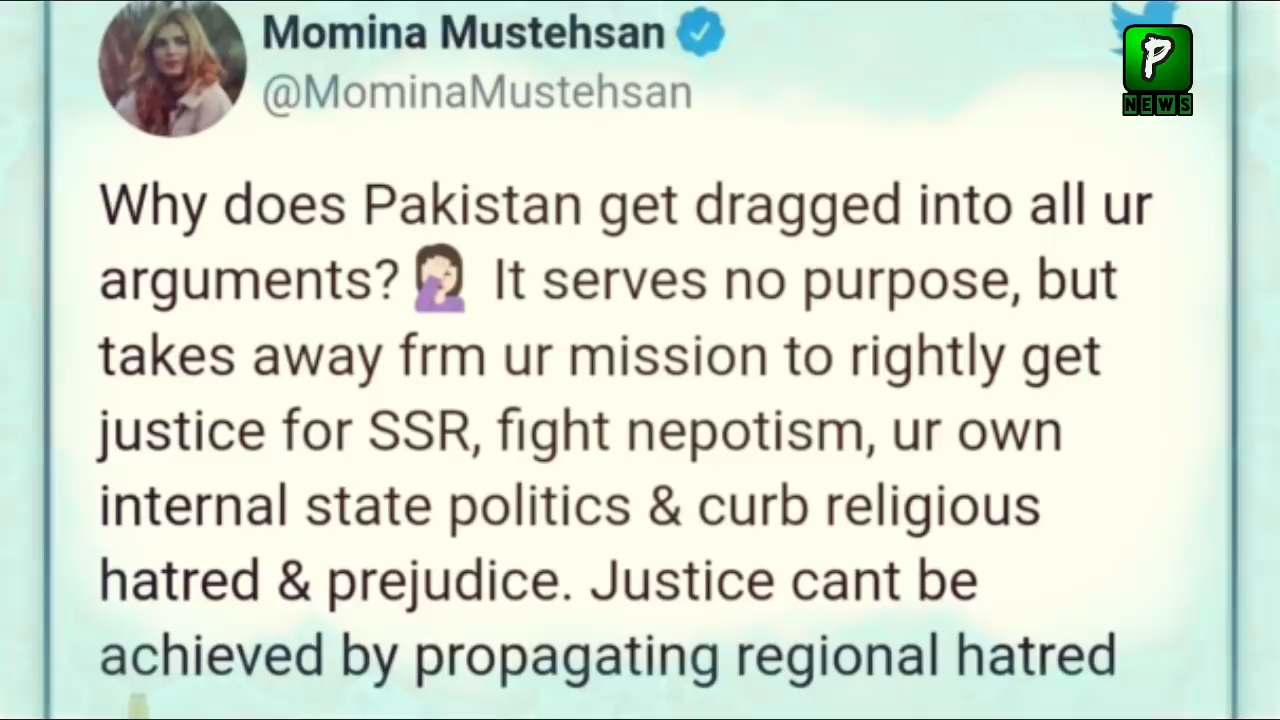 Momina Mustehsan
@MominaMustehsan
P
NEWS
Why does Pakistan get dragged into all ur
arguments?🤦🏻‍♀️ It serves no purpose, but
takes away frm ur mission to rightly get
justice for SSR, fight nepotism, ur own
internal state politics & curb religious
hatred & prejudice. Justice cant be
achieved by propagating regional hatred